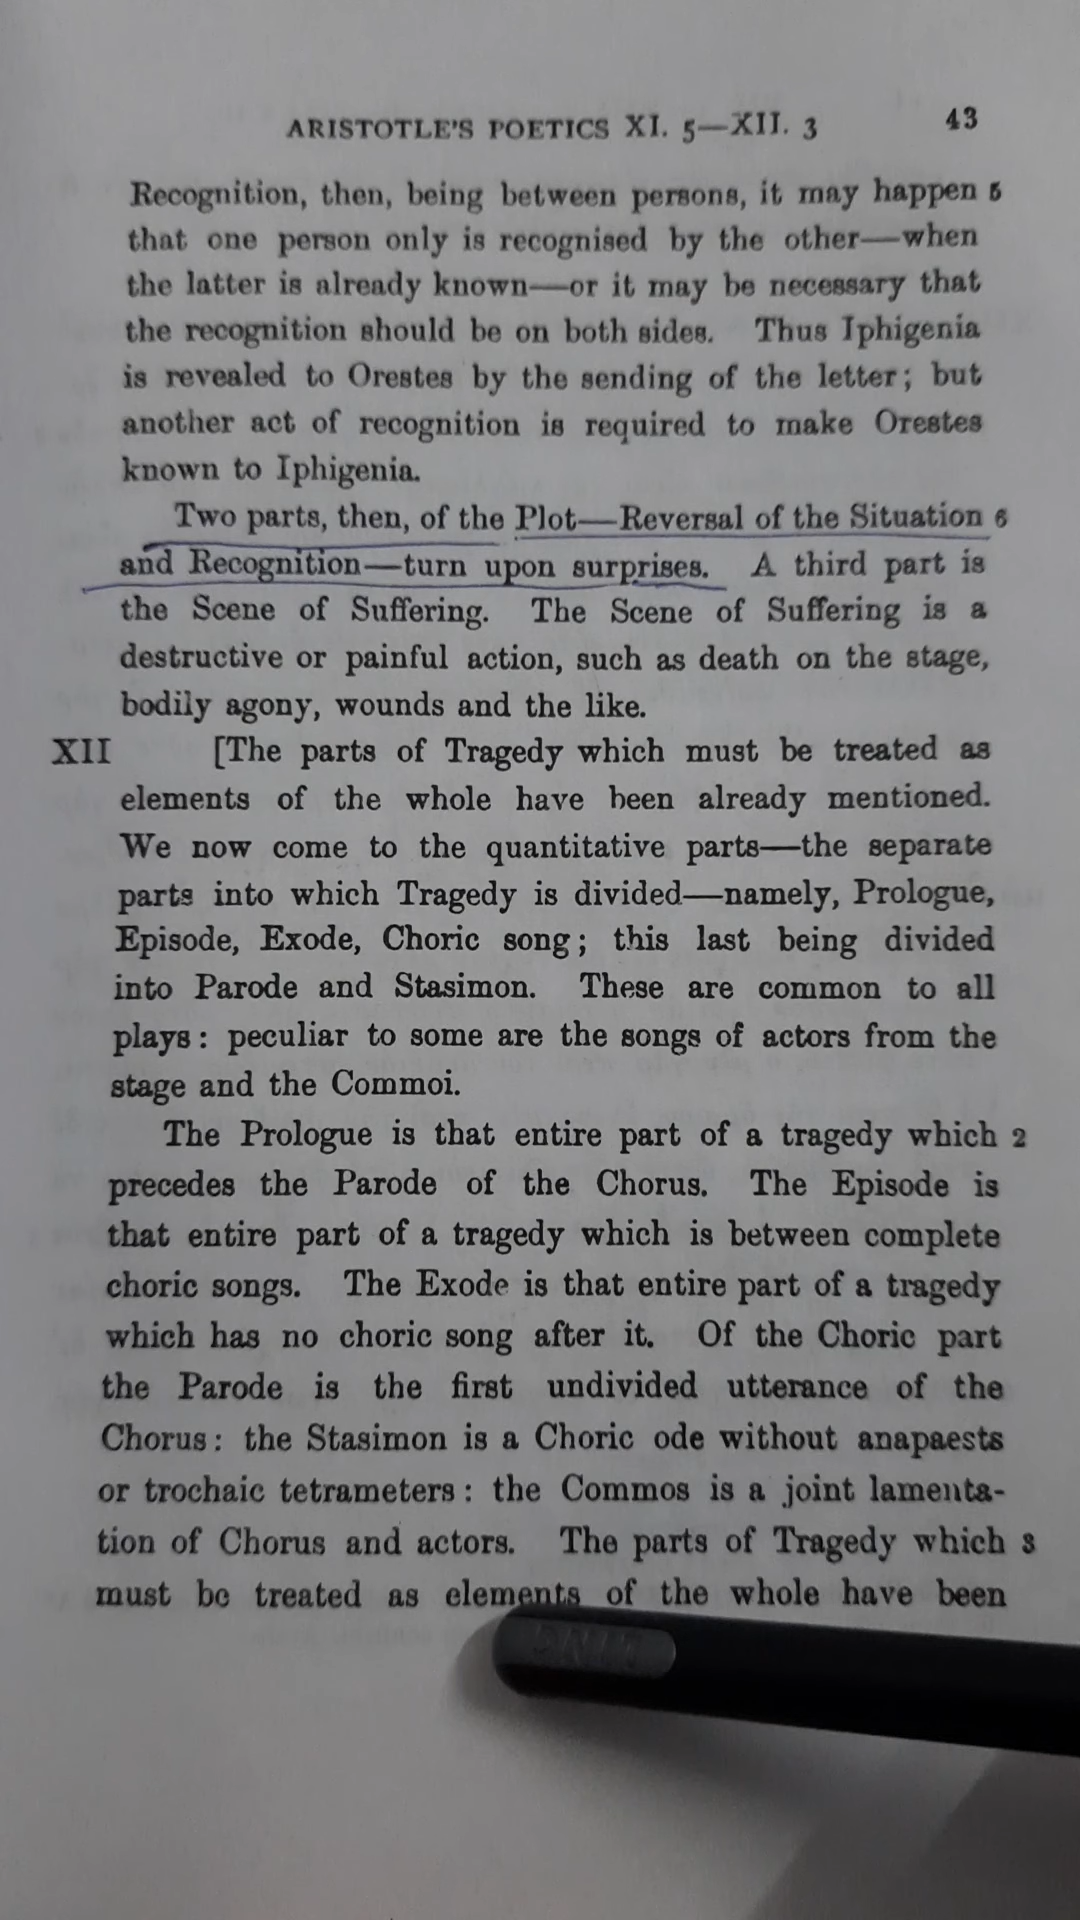 ARISTOTLE'S POETICS XI. 5—XII. 3 43
Recognition, then, being between persons, it may happen 5
that one person only is recognised by the other—when
the latter is already known—or it may be necessary that
the recognition should be on both sides. Thus Iphigenia
is revealed to Orestes by the sending of the letter; but
another act of recognition is required to make Orestes
known to Iphigenia.
Two parts, then, of the Plot—Reversal of the Situation 6
and Recognition—turn upon surprises. A third part is
the Scene of Suffering. The Scene of Suffering is a
destructive or painful action, such as death on the stage,
bodily agony, wounds and the like.
XII [The parts of Tragedy which must be treated as
elements of the whole have been already mentioned.
We now come to the quantitative parts—the separate
parts into which Tragedy is divided—namely, Prologue,
Episode, Exode, Choric song; this last being divided
into Parode and Stasimon. These are common to all
plays: peculiar to some are the songs of actors from the
stage and the Commoi.
The Prologue is that entire part of a tragedy which 2
precedes the Parode of the Chorus. The Episode is
that entire part of a tragedy which is between complete
choric songs. The Exode is that entire part of a tragedy
which has no choric song after it. Of the Choric part
the Parode is the first undivided utterance of the
Chorus: the Stasimon is a Choric ode without anapaests
or trochaic tetrameters: the Commos is a joint lamenta-
tion of Chorus and actors. The parts of Tragedy which 3
must be treated as elements of the whole have been